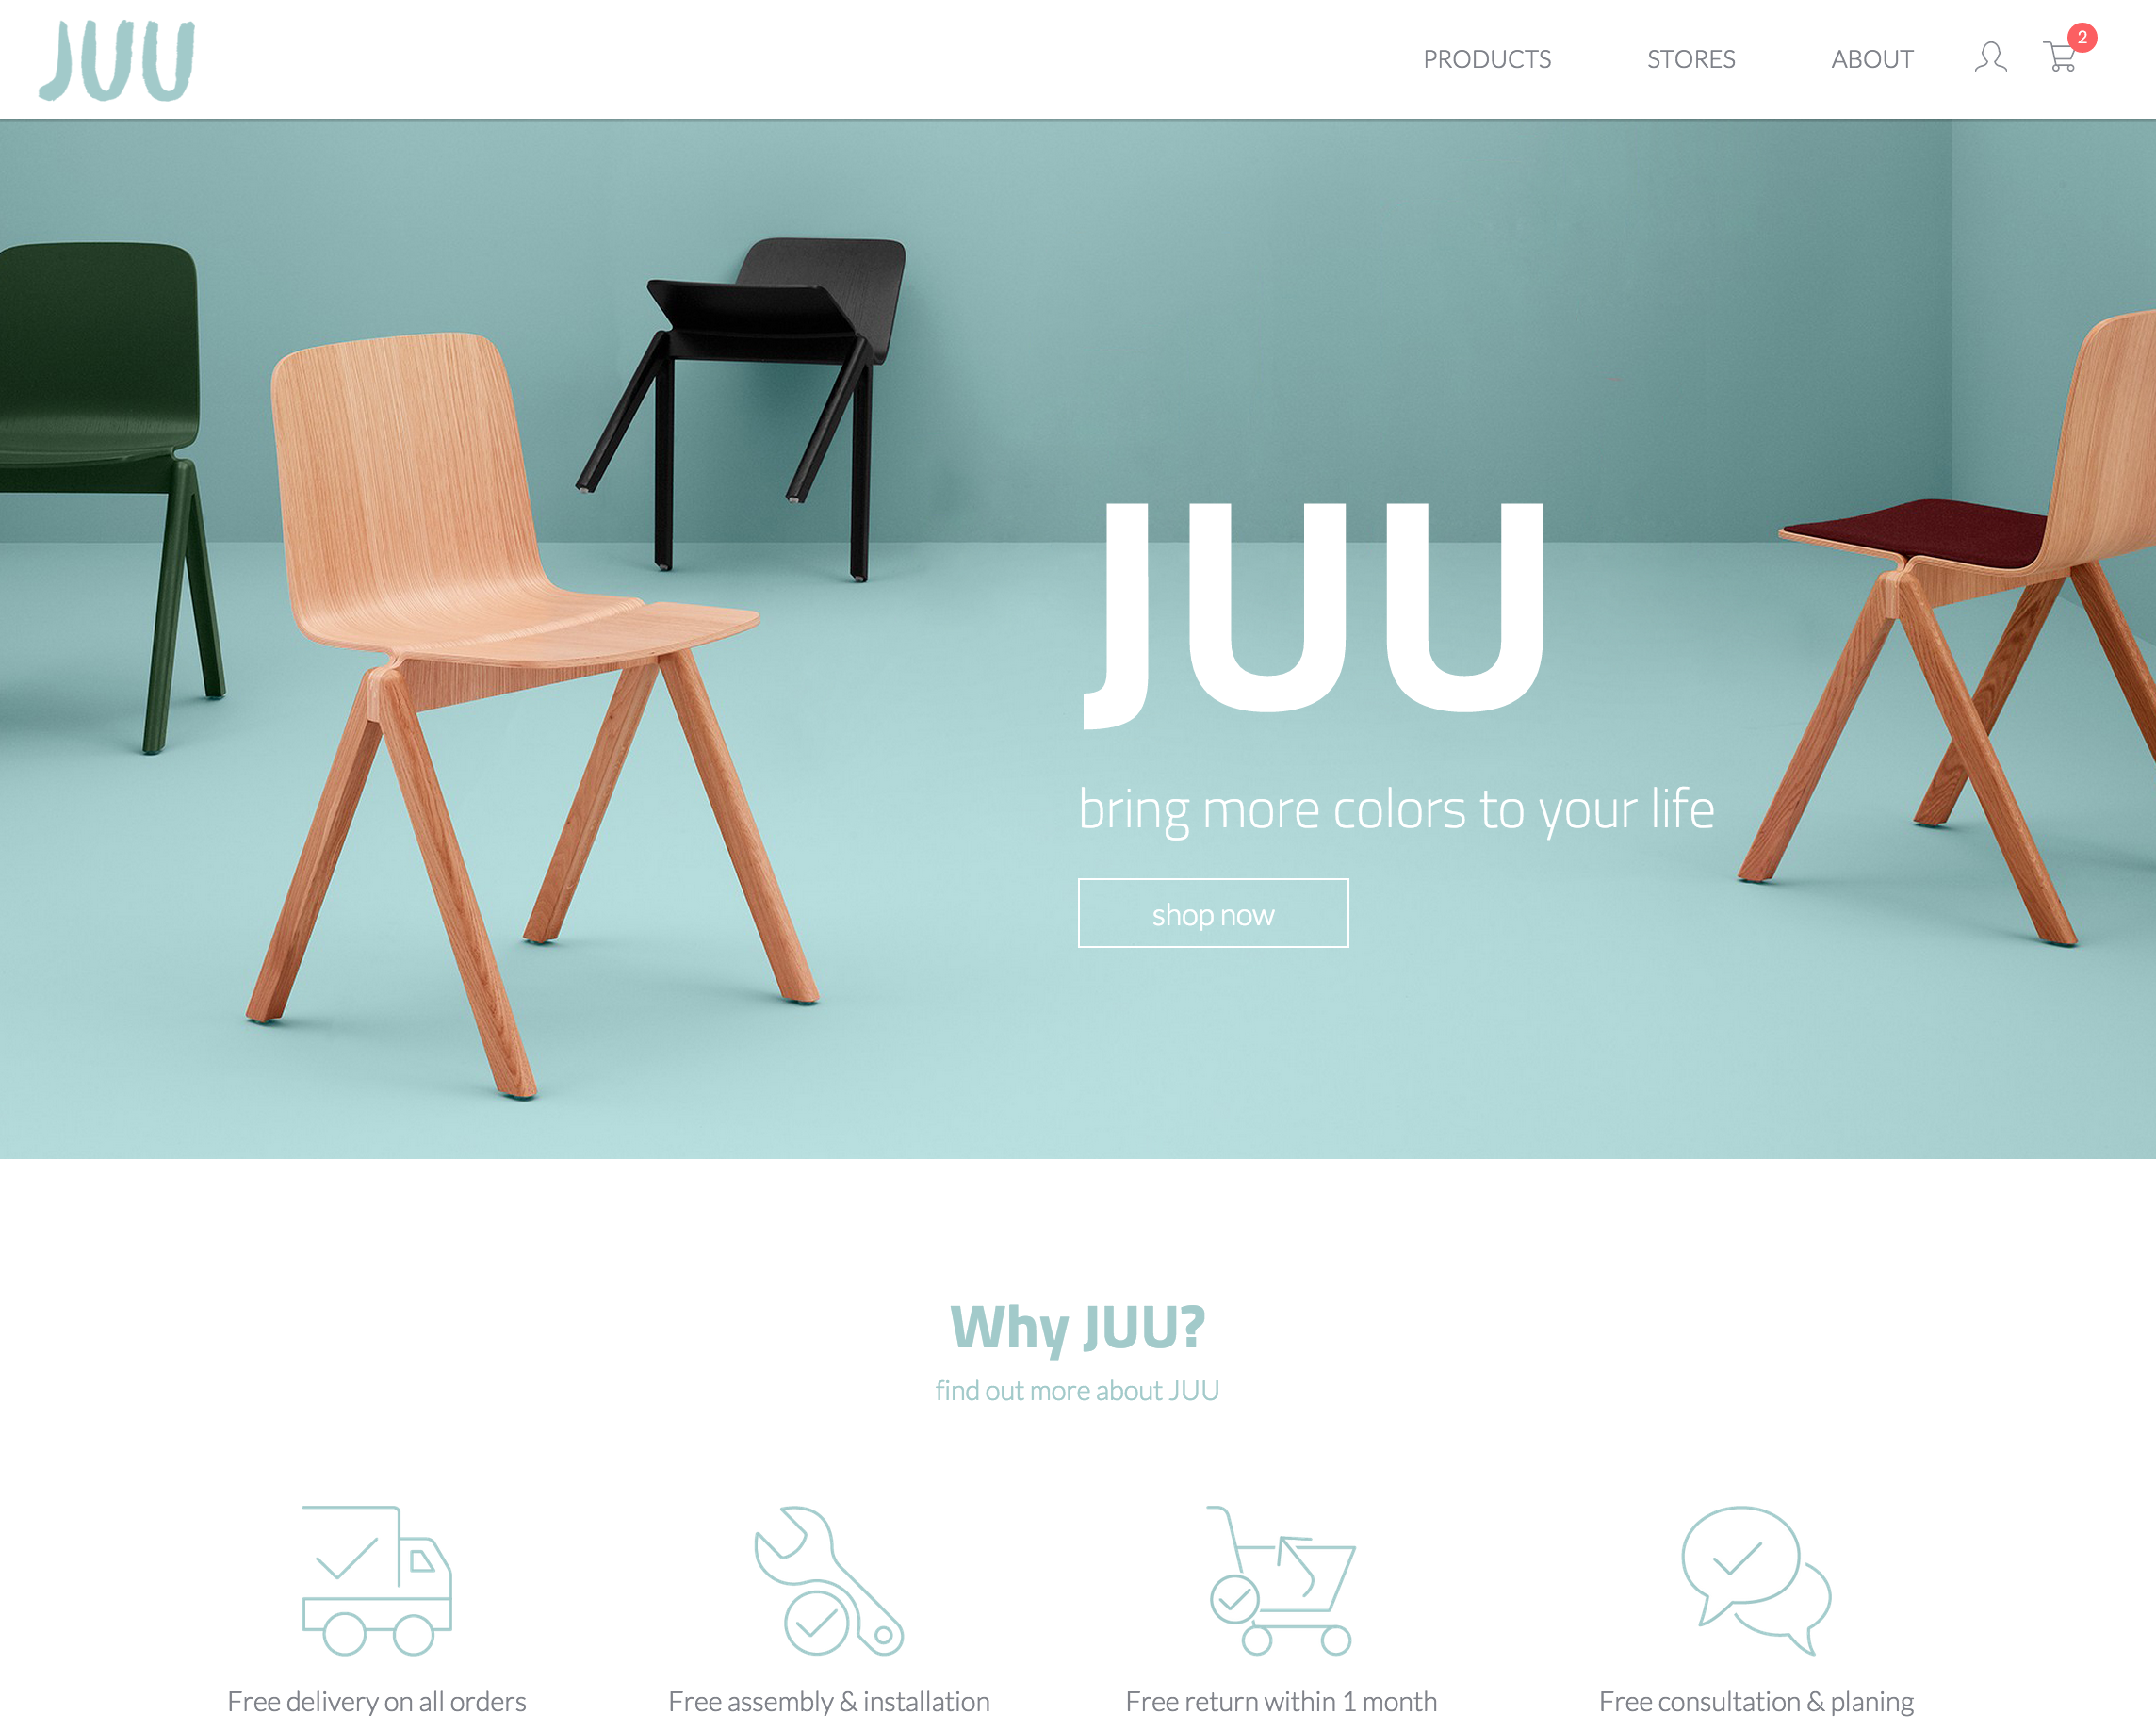 JUU
PRODUCTS STORES ABOUT 2
JUU
bring more colors to your life
shop now
Why JUU?
find out more about JUU
Free delivery on all orders
Free assembly & installation
Free return within 1 month
Free consultation & planing